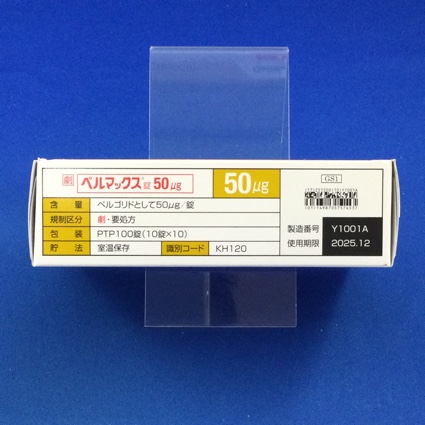 劇 ペルマックス®錠50μg
50μg
含量 ペルゴリドとして50μg/錠
規制区分 劇・要処方
包装 PTP100錠(10錠×10)
貯法 室温保存 識別コード KH120
GS1
製造番号 Y1001A
使用期限 2025.12